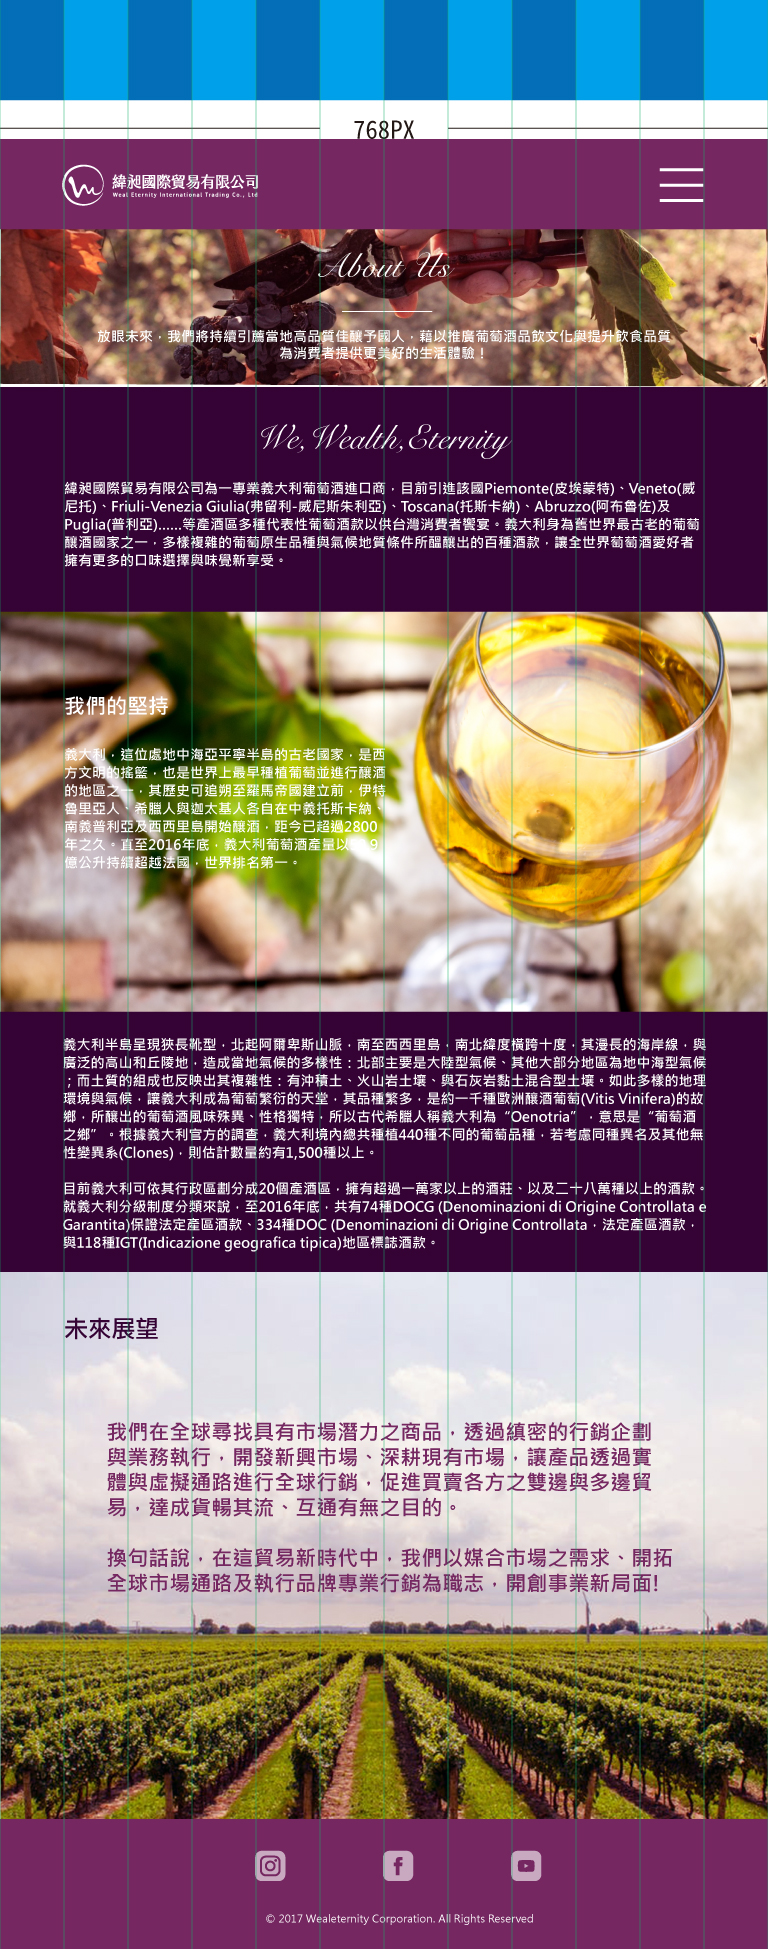 768PX
緯昶國際貿易有限公司
Weal Eternity International Trading Co., Ltd
About Us
放眼未來，我們將持續引薦當地高品質佳釀予國人，藉以推廣葡萄酒品飲文化與提升飲食品質
為消費者提供更美好的生活體驗！
We, Wealth, Eternity
緯昶國際貿易有限公司為一專業義大利葡萄酒進口商，目前引進該國Piemonte(皮埃蒙特)、Veneto(威
尼托)、Friuli-Venezia Giulia(弗留利-威尼斯朱利亞)、Toscana(托斯卡納)、Abruzzo(阿布魯佐)及
Puglia(普利亞)......等產酒區多種代表性葡萄酒款以供台灣消費者饗宴。義大利身為舊世界最古老的葡萄
釀酒國家之一，多樣複雜的葡萄原生品種與氣候地質條件所醞釀出的百種酒款，讓全世界葡萄酒愛好者
擁有更多的口味選擇與味覺新享受。
我們的堅持
義大利，這位處地中海亞平寧半島的古老國家，是西
方文明的搖籃，也是世界上最早種植葡萄並進行釀酒
的地區之一，其歷史可追朔至羅馬帝國建立前，伊特
魯里亞人、希臘人與迦太基人各自在中義托斯卡納、
南義普利亞及西西里島開始釀酒，距今已超過2800
年之久。直至2016年底，義大利葡萄酒產量以 9
億公升持續超越法國，世界排名第一。
義大利半島呈現狹長靴型，北起阿爾卑斯山脈，南至西西里島，南北緯度橫跨十度，其漫長的海岸線，與
廣泛的高山和丘陵地，造成當地氣候的多樣性：北部主要是大陸型氣候、其他大部分地區為地中海型氣候
；而土質的組成也反映出其複雜性：有沖積土、火山岩土壤、與石灰岩黏土混合型土壤。如此多樣的地理
環境與氣候，讓義大利成為葡萄繁衍的天堂，其品種繁多，是約一千種歐洲釀酒葡萄(Vitis Vinifera)的故
鄉，所釀出的葡萄酒風味殊異、性格獨特，所以古代希臘人稱義大利為“Oenotria”，意思是“葡萄酒
之鄉”。根據義大利官方的調查，義大利境內總共種植440種不同的葡萄品種，若考慮同種異名及其他無
性變異系(Clones)，則估計數量約有1,500種以上。
目前義大利可依其行政區劃分成20個產酒區，擁有超過一萬家以上的酒莊、以及二十八萬種以上的酒款。
就義大利分級制度分類來說，至2016年底，共有74種DOCG (Denominazioni di Origine Controllata e
Garantita)保證法定產區酒款、334種DOC (Denominazioni di Origine Controllata，法定產區酒款，
與118種IGT(Indicazione geografica tipica)地區標誌酒款。
未來展望
我們在全球尋找具有市場潛力之商品，透過縝密的行銷企劃
與業務執行，開發新興市場、深耕現有市場，讓產品透過實
體與虛擬通路進行全球行銷，促進買賣各方之雙邊與多邊貿
易，達成貨暢其流、互通有無之目的。
換句話說，在這貿易新時代中，我們以媒合市場之需求、開拓
全球市場通路及執行品牌專業行銷為職志，開創事業新局面!
© 2017 Wealeternity Corporation. All Rights Reserved